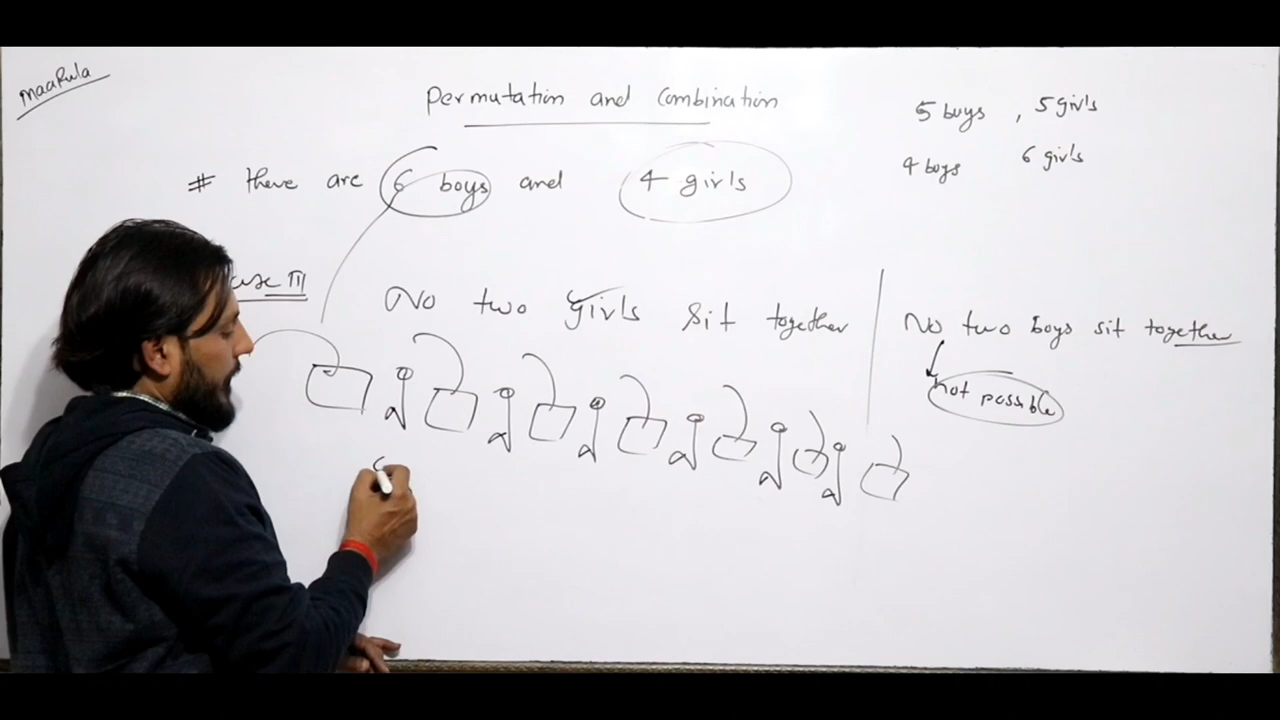 MaaRula
Permutation and Combination
5 boys , 5 girls
4 boys 6 girls
# there are 6 boys and 4 girls
case III
No two girls sit together
No two boys sit together
not possible